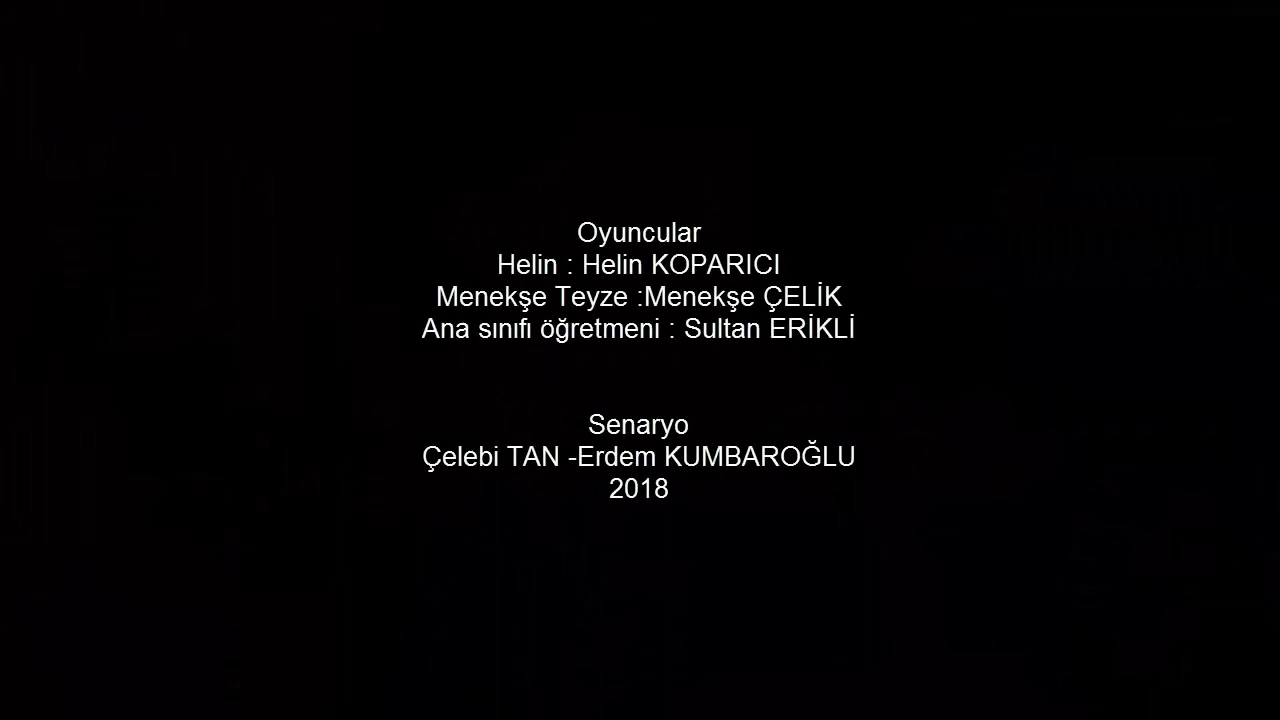 Oyuncular
Helin : Helin KOPARICI
Menekşe Teyze :Menekşe ÇELİK
Ana sınıfı öğretmeni : Sultan ERİKLİ
Senaryo
Çelebi TAN -Erdem KUMBAROĞLU
2018